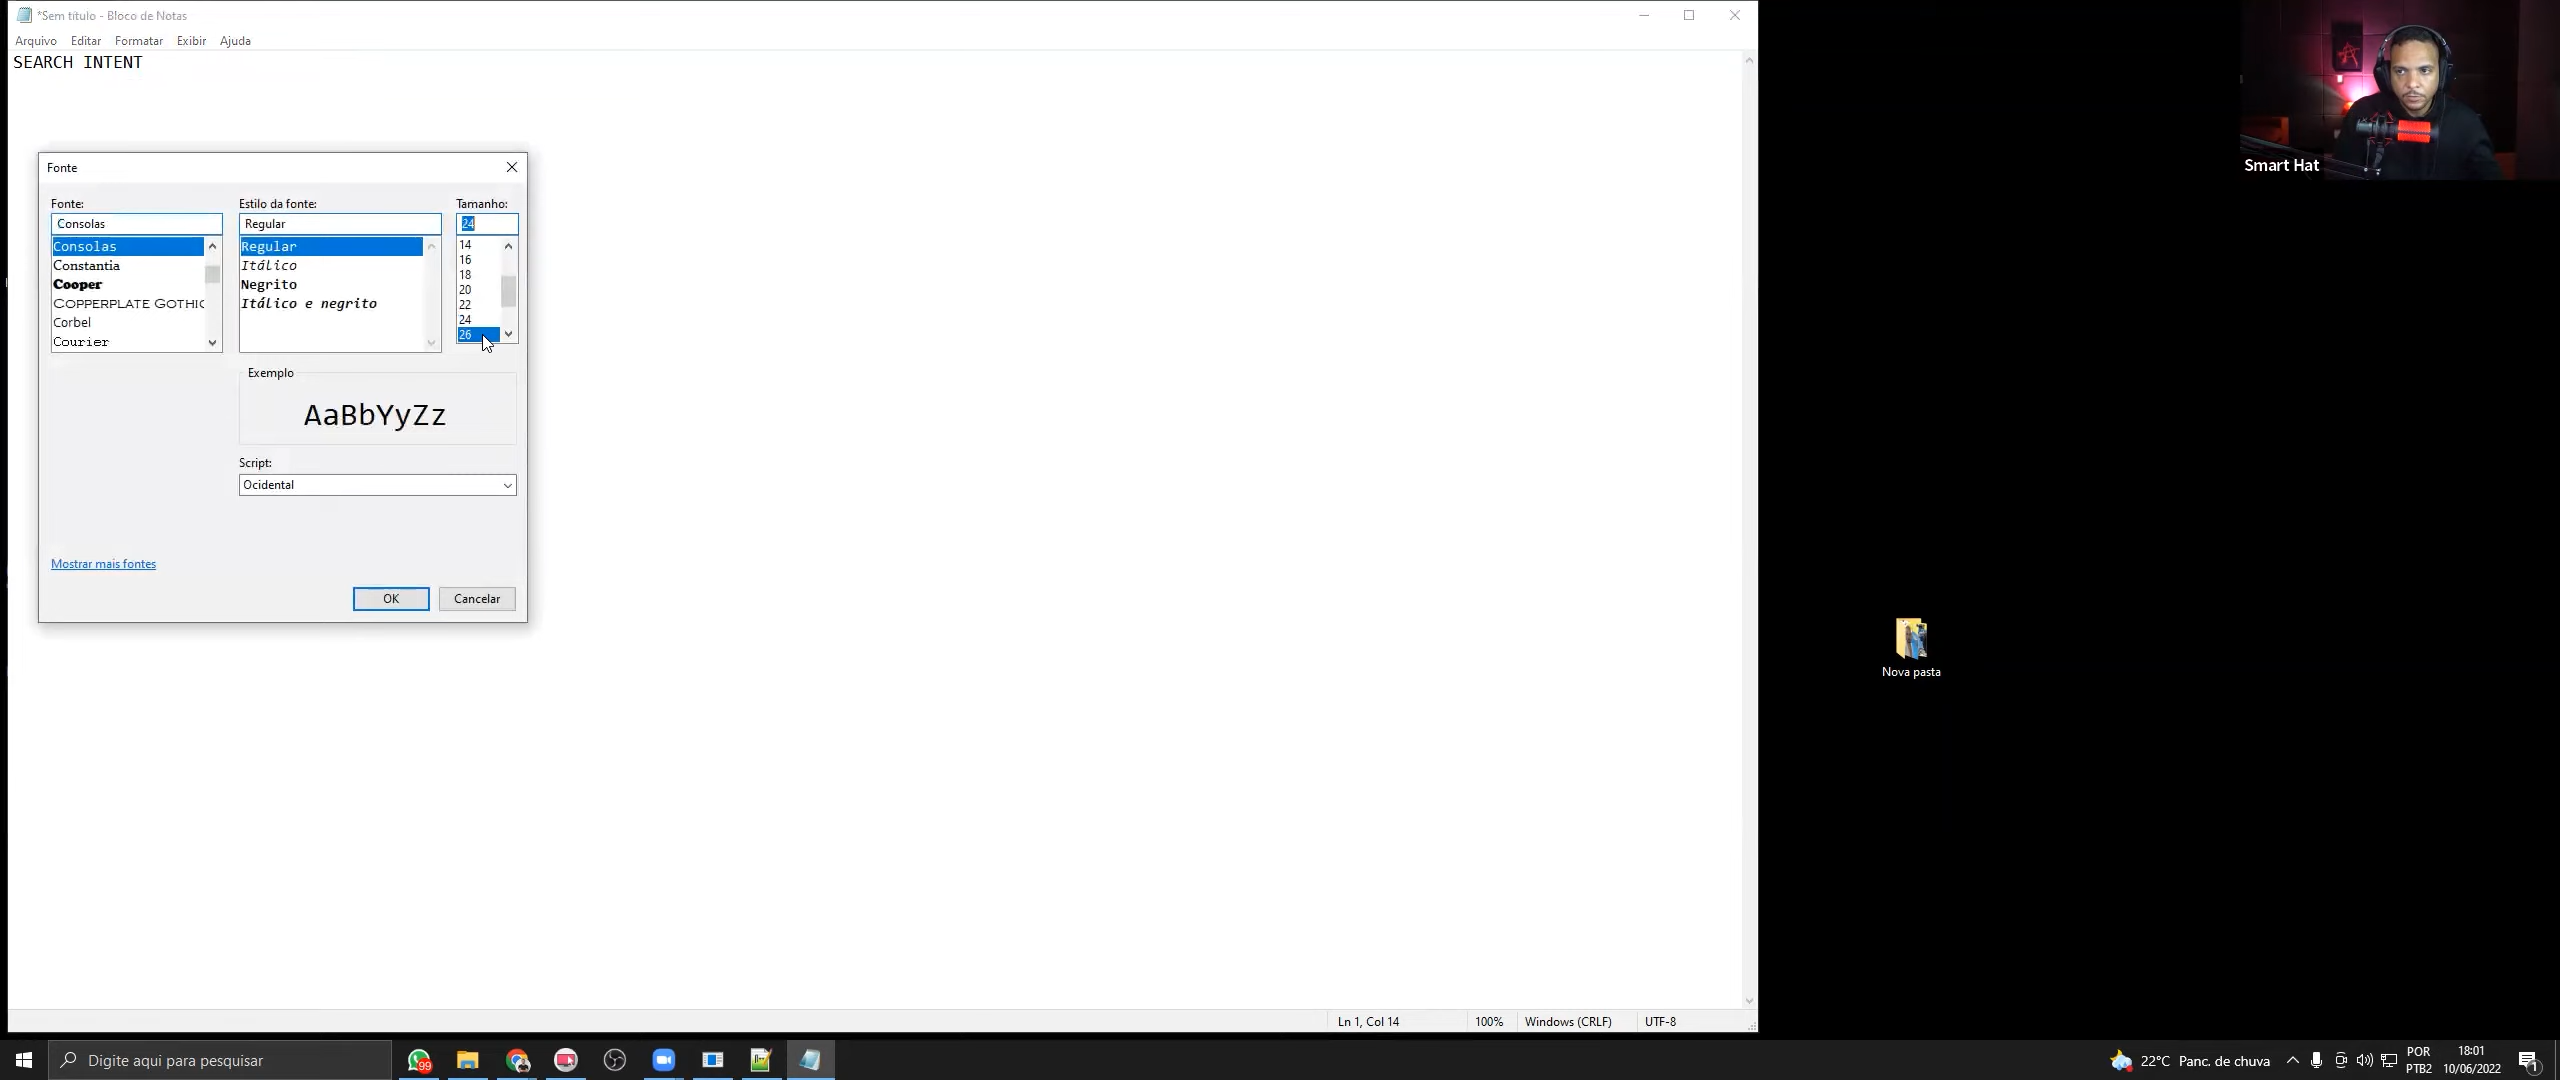 *Sem título - Bloco de Notas
Arquivo Editar Formatar Exibir Ajuda
SEARCH INTENT
Smart Hat
Fonte
Fonte: Estilo da fonte: Tamanho:
Consolas Regular 24
Consolas Regular 14
Constantia Itálico 16
Cooper Negrito 18
COPPERPLATE GOTHIC Itálico e negrito 20
Corbel 22
Courier 24
26
Exemplo
AaBbYyZz
Script:
Ocidental
Mostrar mais fontes
OK Cancelar
Nova pasta
Ln 1, Col 14 100% Windows (CRLF) UTF-8
Digite aqui para pesquisar 99 22°C Panc. de chuva POR PTB2 18:01 10/06/2022 1